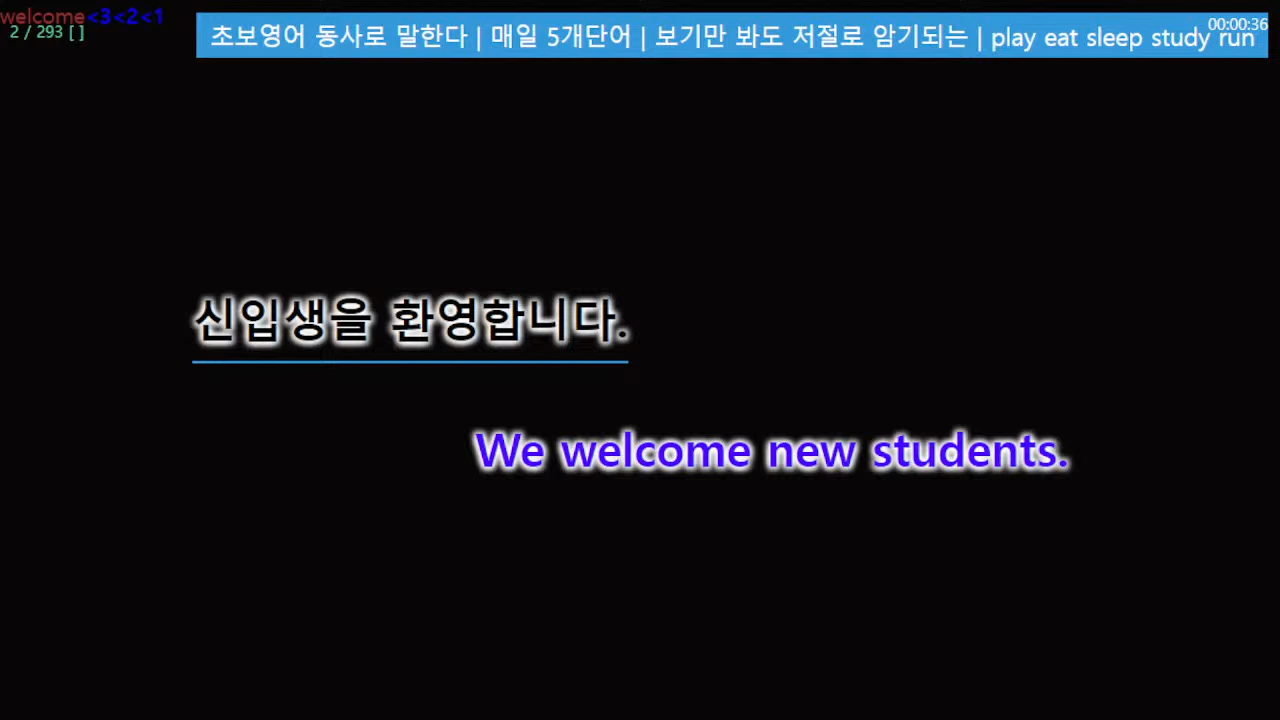 welcome<3<2<1
2 / 293 [ ]
초보영어 동사로 말한다 | 매일 5개단어 | 보기만 봐도 저절로 암기되는 | play eat sleep study run
00:00:36
신입생을 환영합니다.
We welcome new students.